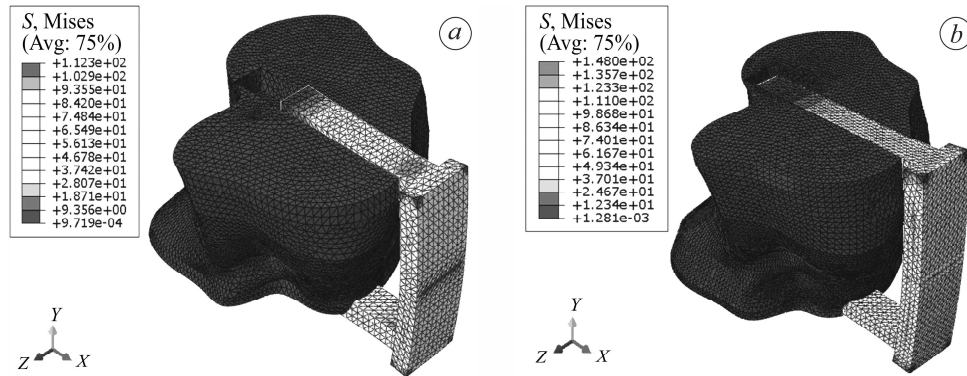 S, Mises
(Avg: 75%)
+1.123e+02
+1.029e+02
+9.355e+01
+8.420e+01
+7.484e+01
+6.549e+01
+5.613e+01
+4.678e+01
+3.742e+01
+2.807e+01
+1.871e+01
+9.356e+00
+9.719e-04
a
Y
Z
X
S, Mises
(Avg: 75%)
+1.480e+02
+1.357e+02
+1.233e+02
+1.110e+02
+9.868e+01
+8.634e+01
+7.401e+01
+6.167e+01
+4.934e+01
+3.701e+01
+2.467e+01
+1.234e+01
+1.281e-03
b
Y
Z
X